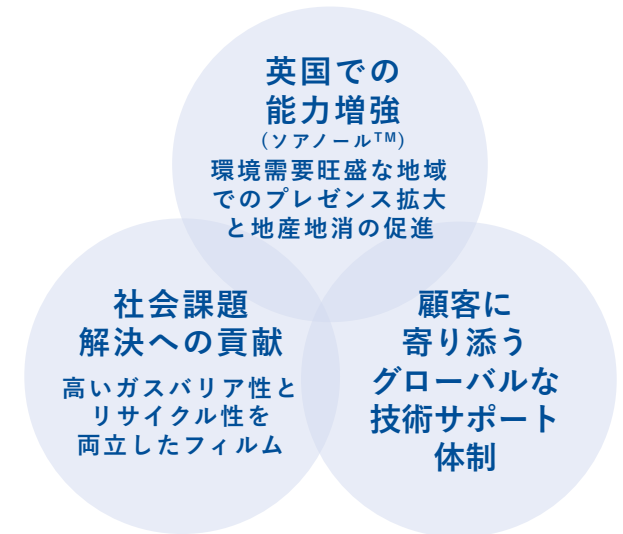 英国での
能力増強
(ソアノール™)
環境需要旺盛な地域
でのプレゼンス拡大
と地産地消の促進
社会課題
解決への貢献
高いガスバリア性と
リサイクル性を
両立したフィルム
顧客に
寄り添う
グローバルな
技術サポート
体制